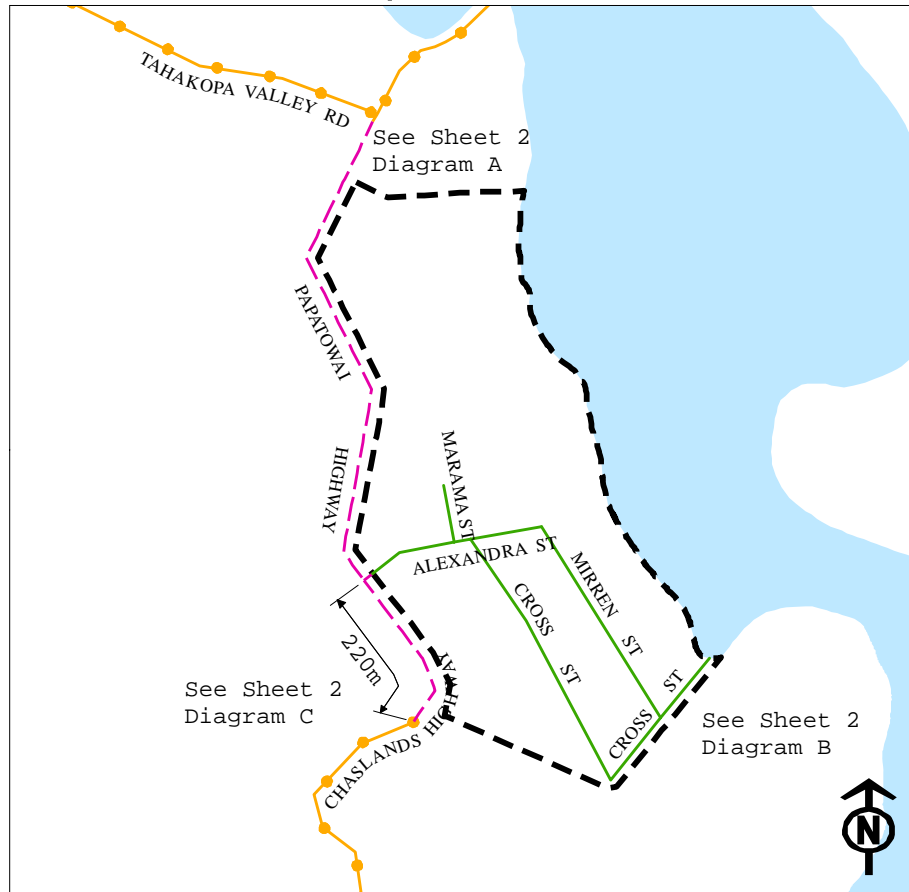 TAHAKOPA VALLEY RD
See Sheet 2
Diagram A
PAPATOWAI
HIGHWAY
MARAMA ST
ALEXANDRA ST
CROSS
ST
MIRREN
ST
220m
See Sheet 2
Diagram C
CHASLANDS HIGHWAY
CROSS
ST
See Sheet 2
Diagram B
N